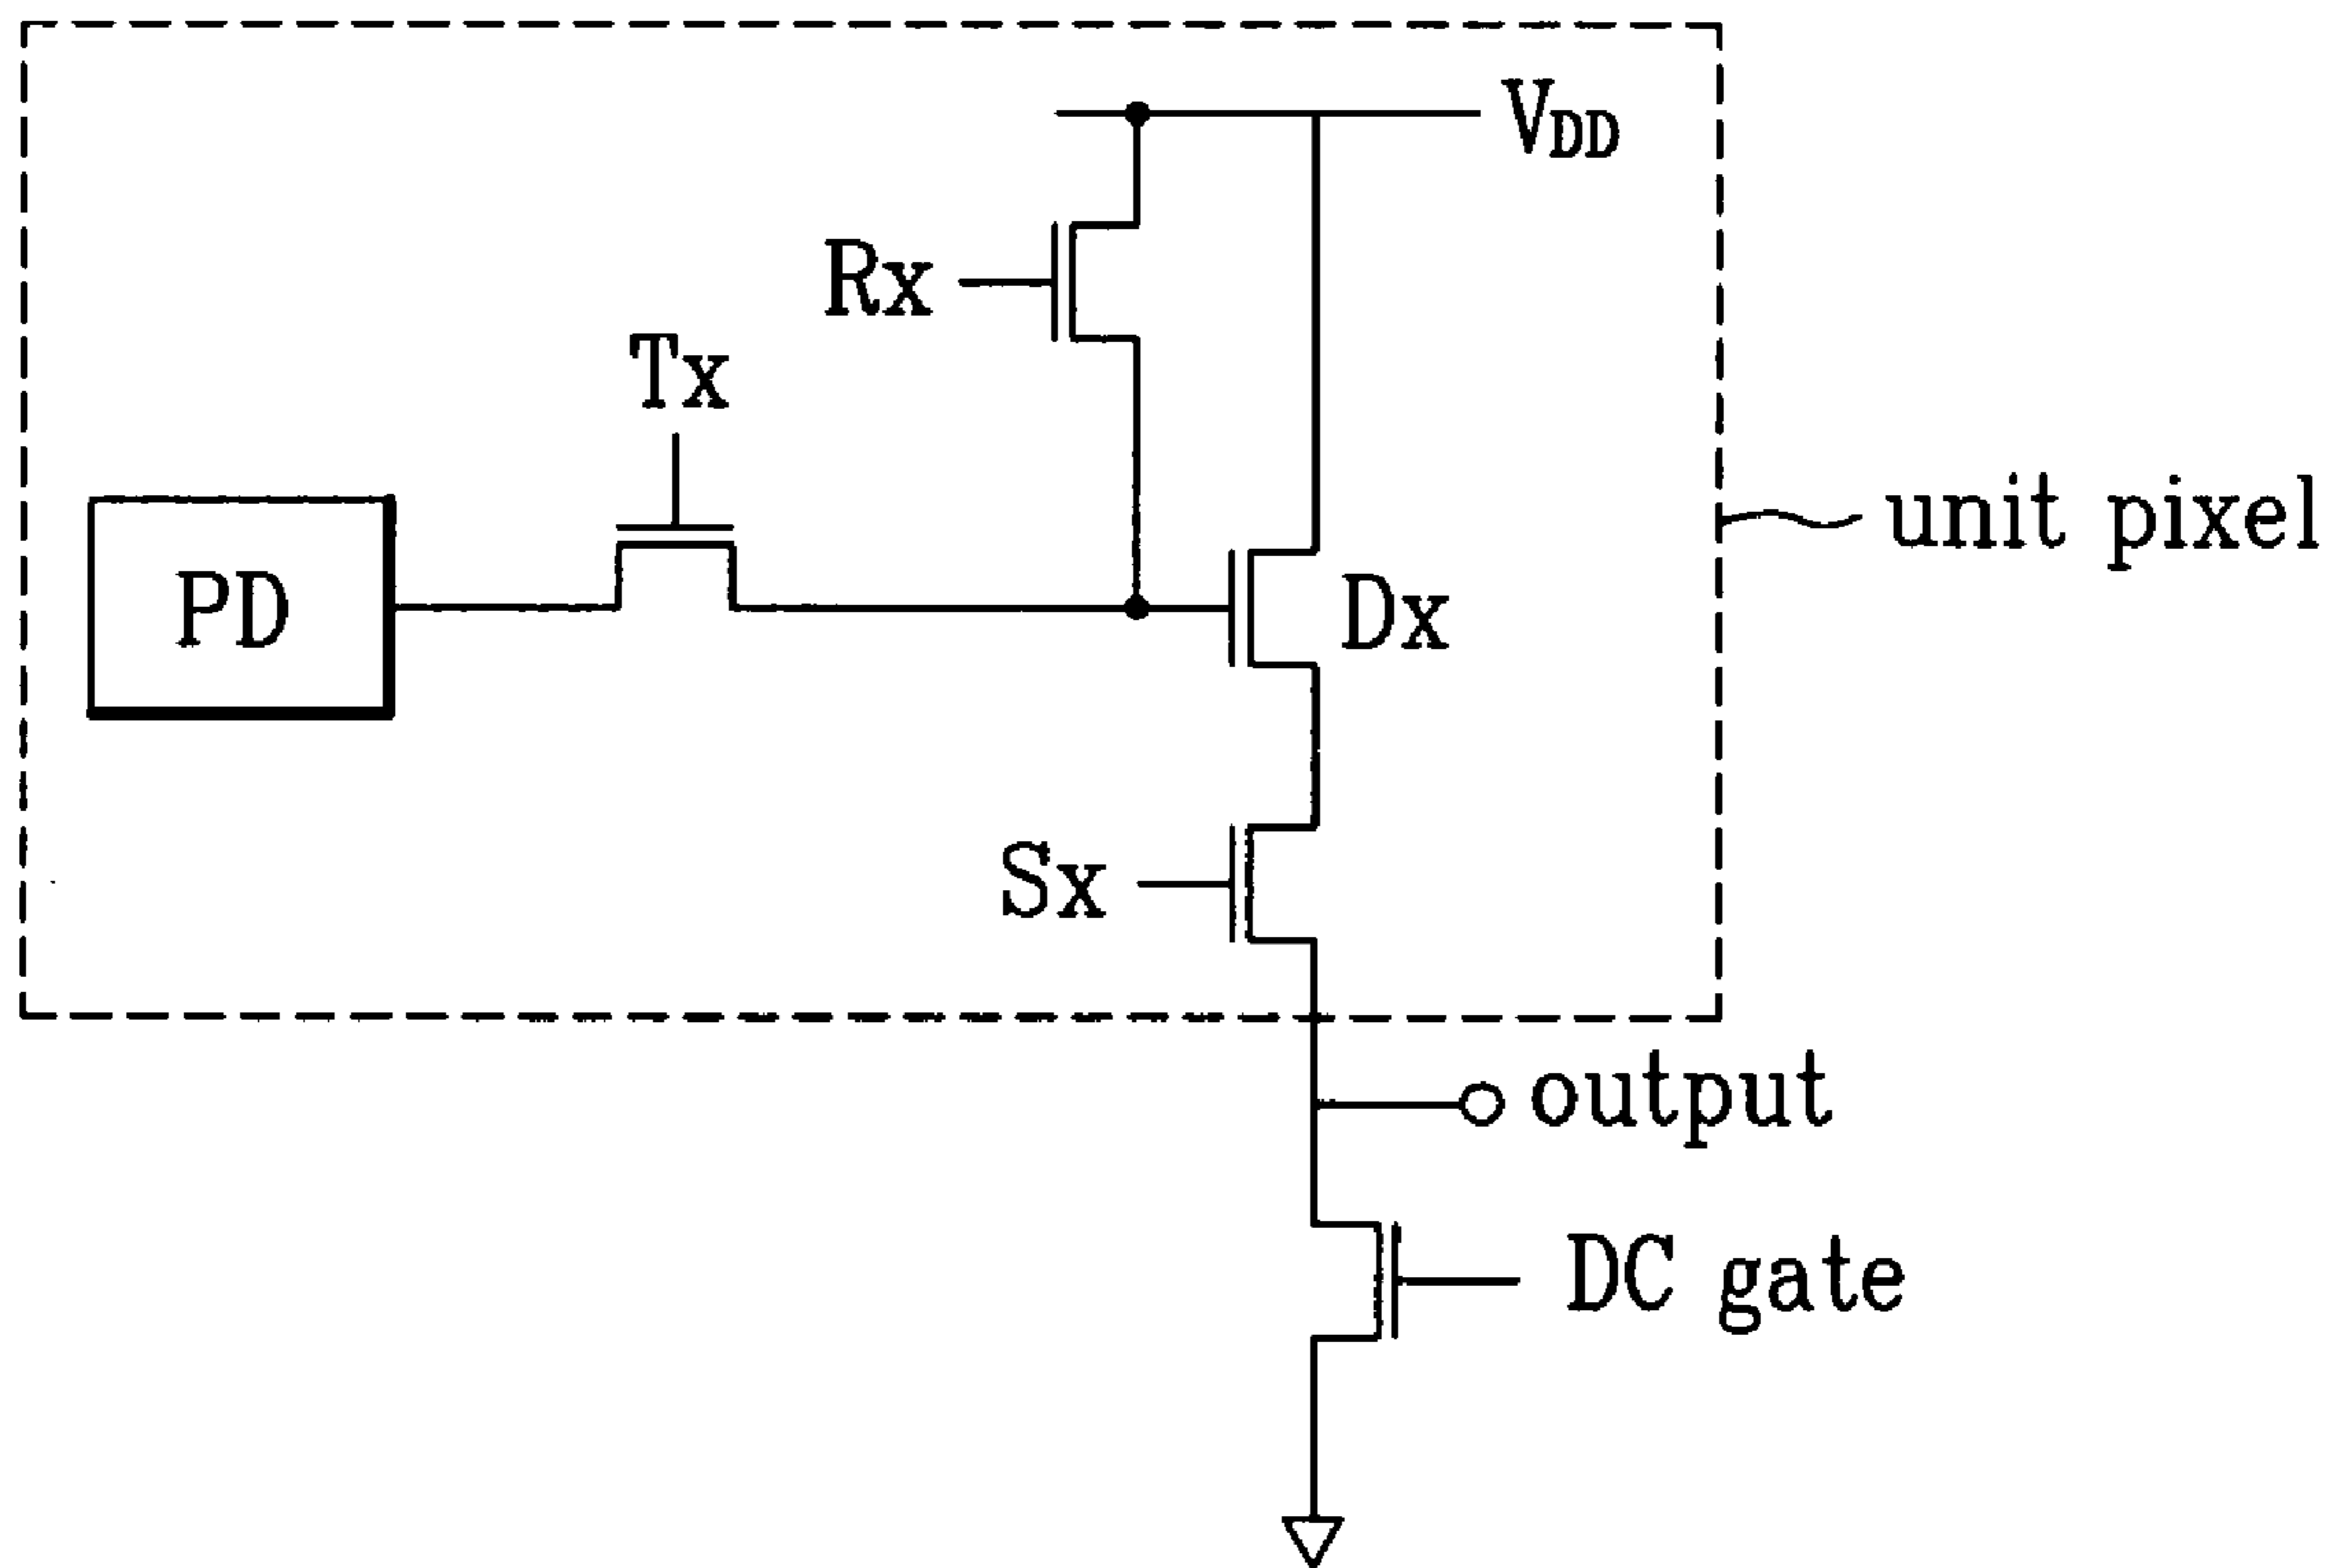 VDD
Rx
Tx
unit pixel
PD
Dx
Sx
output
DC gate